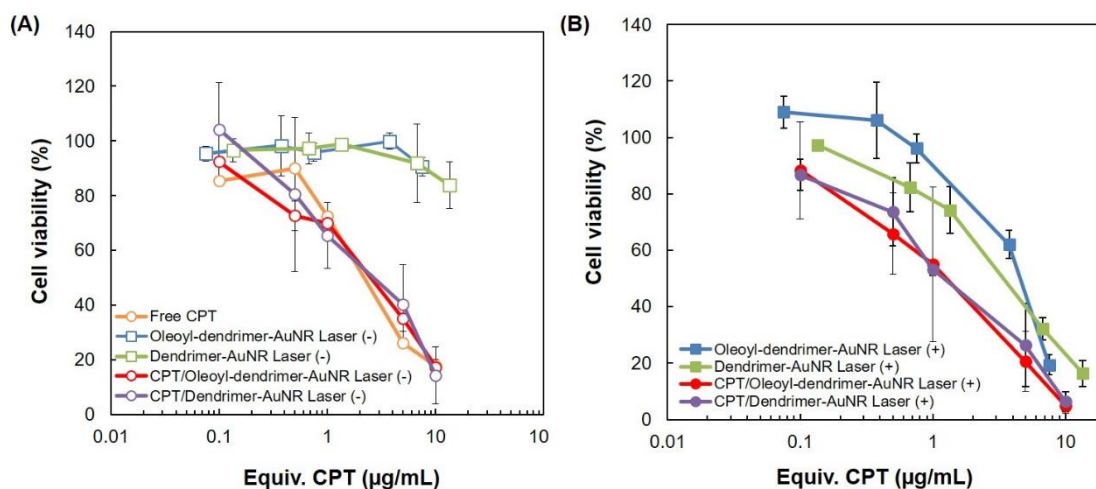 (A)
140
120
100
80
60
40
20
0
Cell viability (%)
Free CPT
Oleoyl-dendrimer-AuNR Laser (-)
Dendrimer-AuNR Laser (-)
CPT/Oleoyl-dendrimer-AuNR Laser (-)
CPT/Dendrimer-AuNR Laser (-)
0.01 0.1 1 10 10
Equiv. CPT (µg/mL)
(B)
140
120
100
80
60
40
20
0
Cell viability (%)
Oleoyl-dendrimer-AuNR Laser (+)
Dendrimer-AuNR Laser (+)
CPT/Oleoyl-dendrimer-AuNR Laser (+)
CPT/Dendrimer-AuNR Laser (+)
0.01 0.1 1 10
Equiv. CPT (µg/mL)